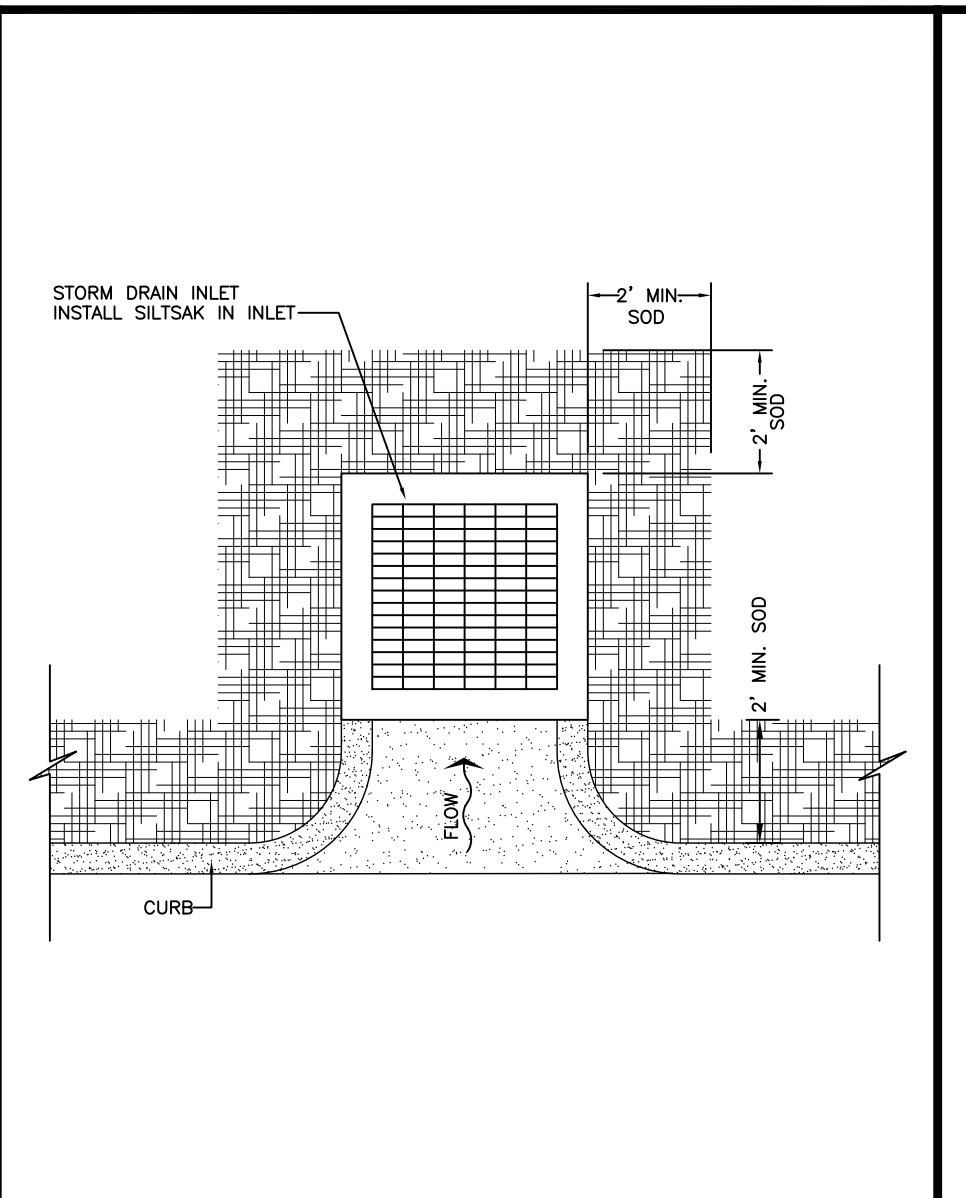 STORM DRAIN INLET
INSTALL SILTSAK IN INLET
2' MIN.
SOD
2' MIN.
SOD
2' MIN. SOD
FLOW
CURB